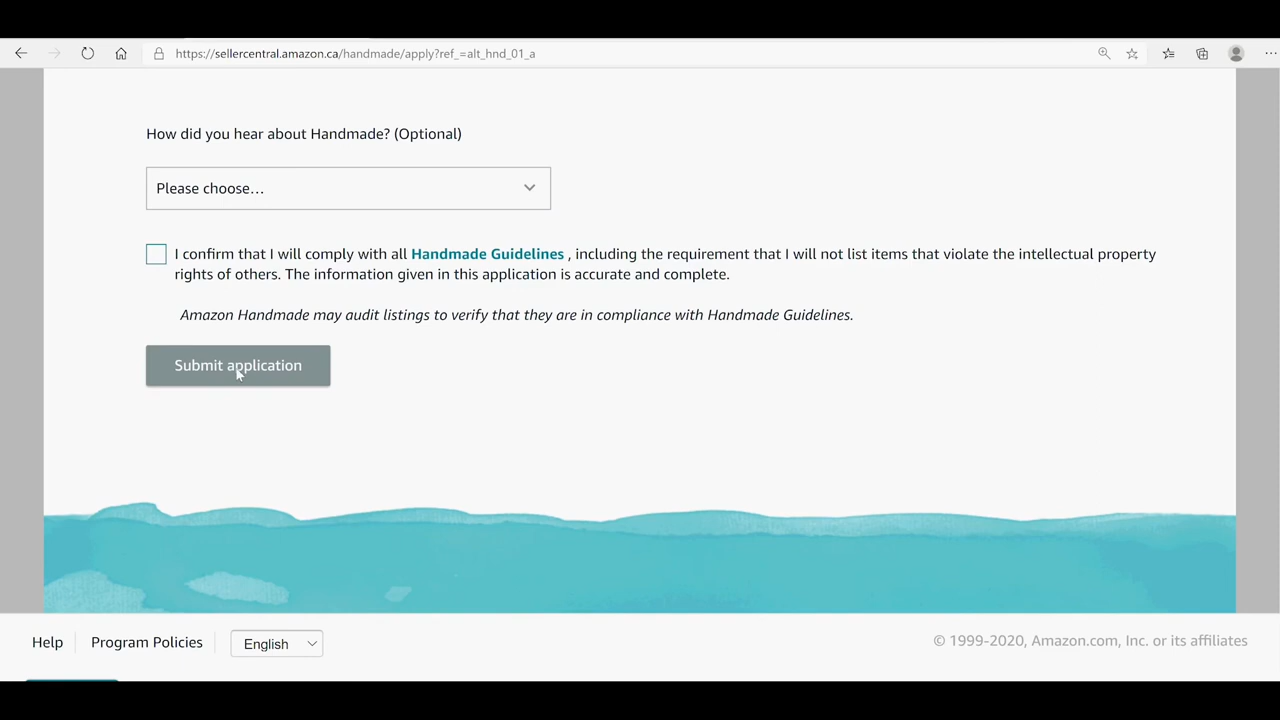 https://sellercentral.amazon.ca/handmade/apply?ref_=alt_hnd_01_a
How did you hear about Handmade? (Optional)
Please choose...
I confirm that I will comply with all Handmade Guidelines , including the requirement that I will not list items that violate the intellectual property
rights of others. The information given in this application is accurate and complete.
Amazon Handmade may audit listings to verify that they are in compliance with Handmade Guidelines.
Submit application
Help
Program Policies
English
© 1999-2020, Amazon.com, Inc. or its affiliates